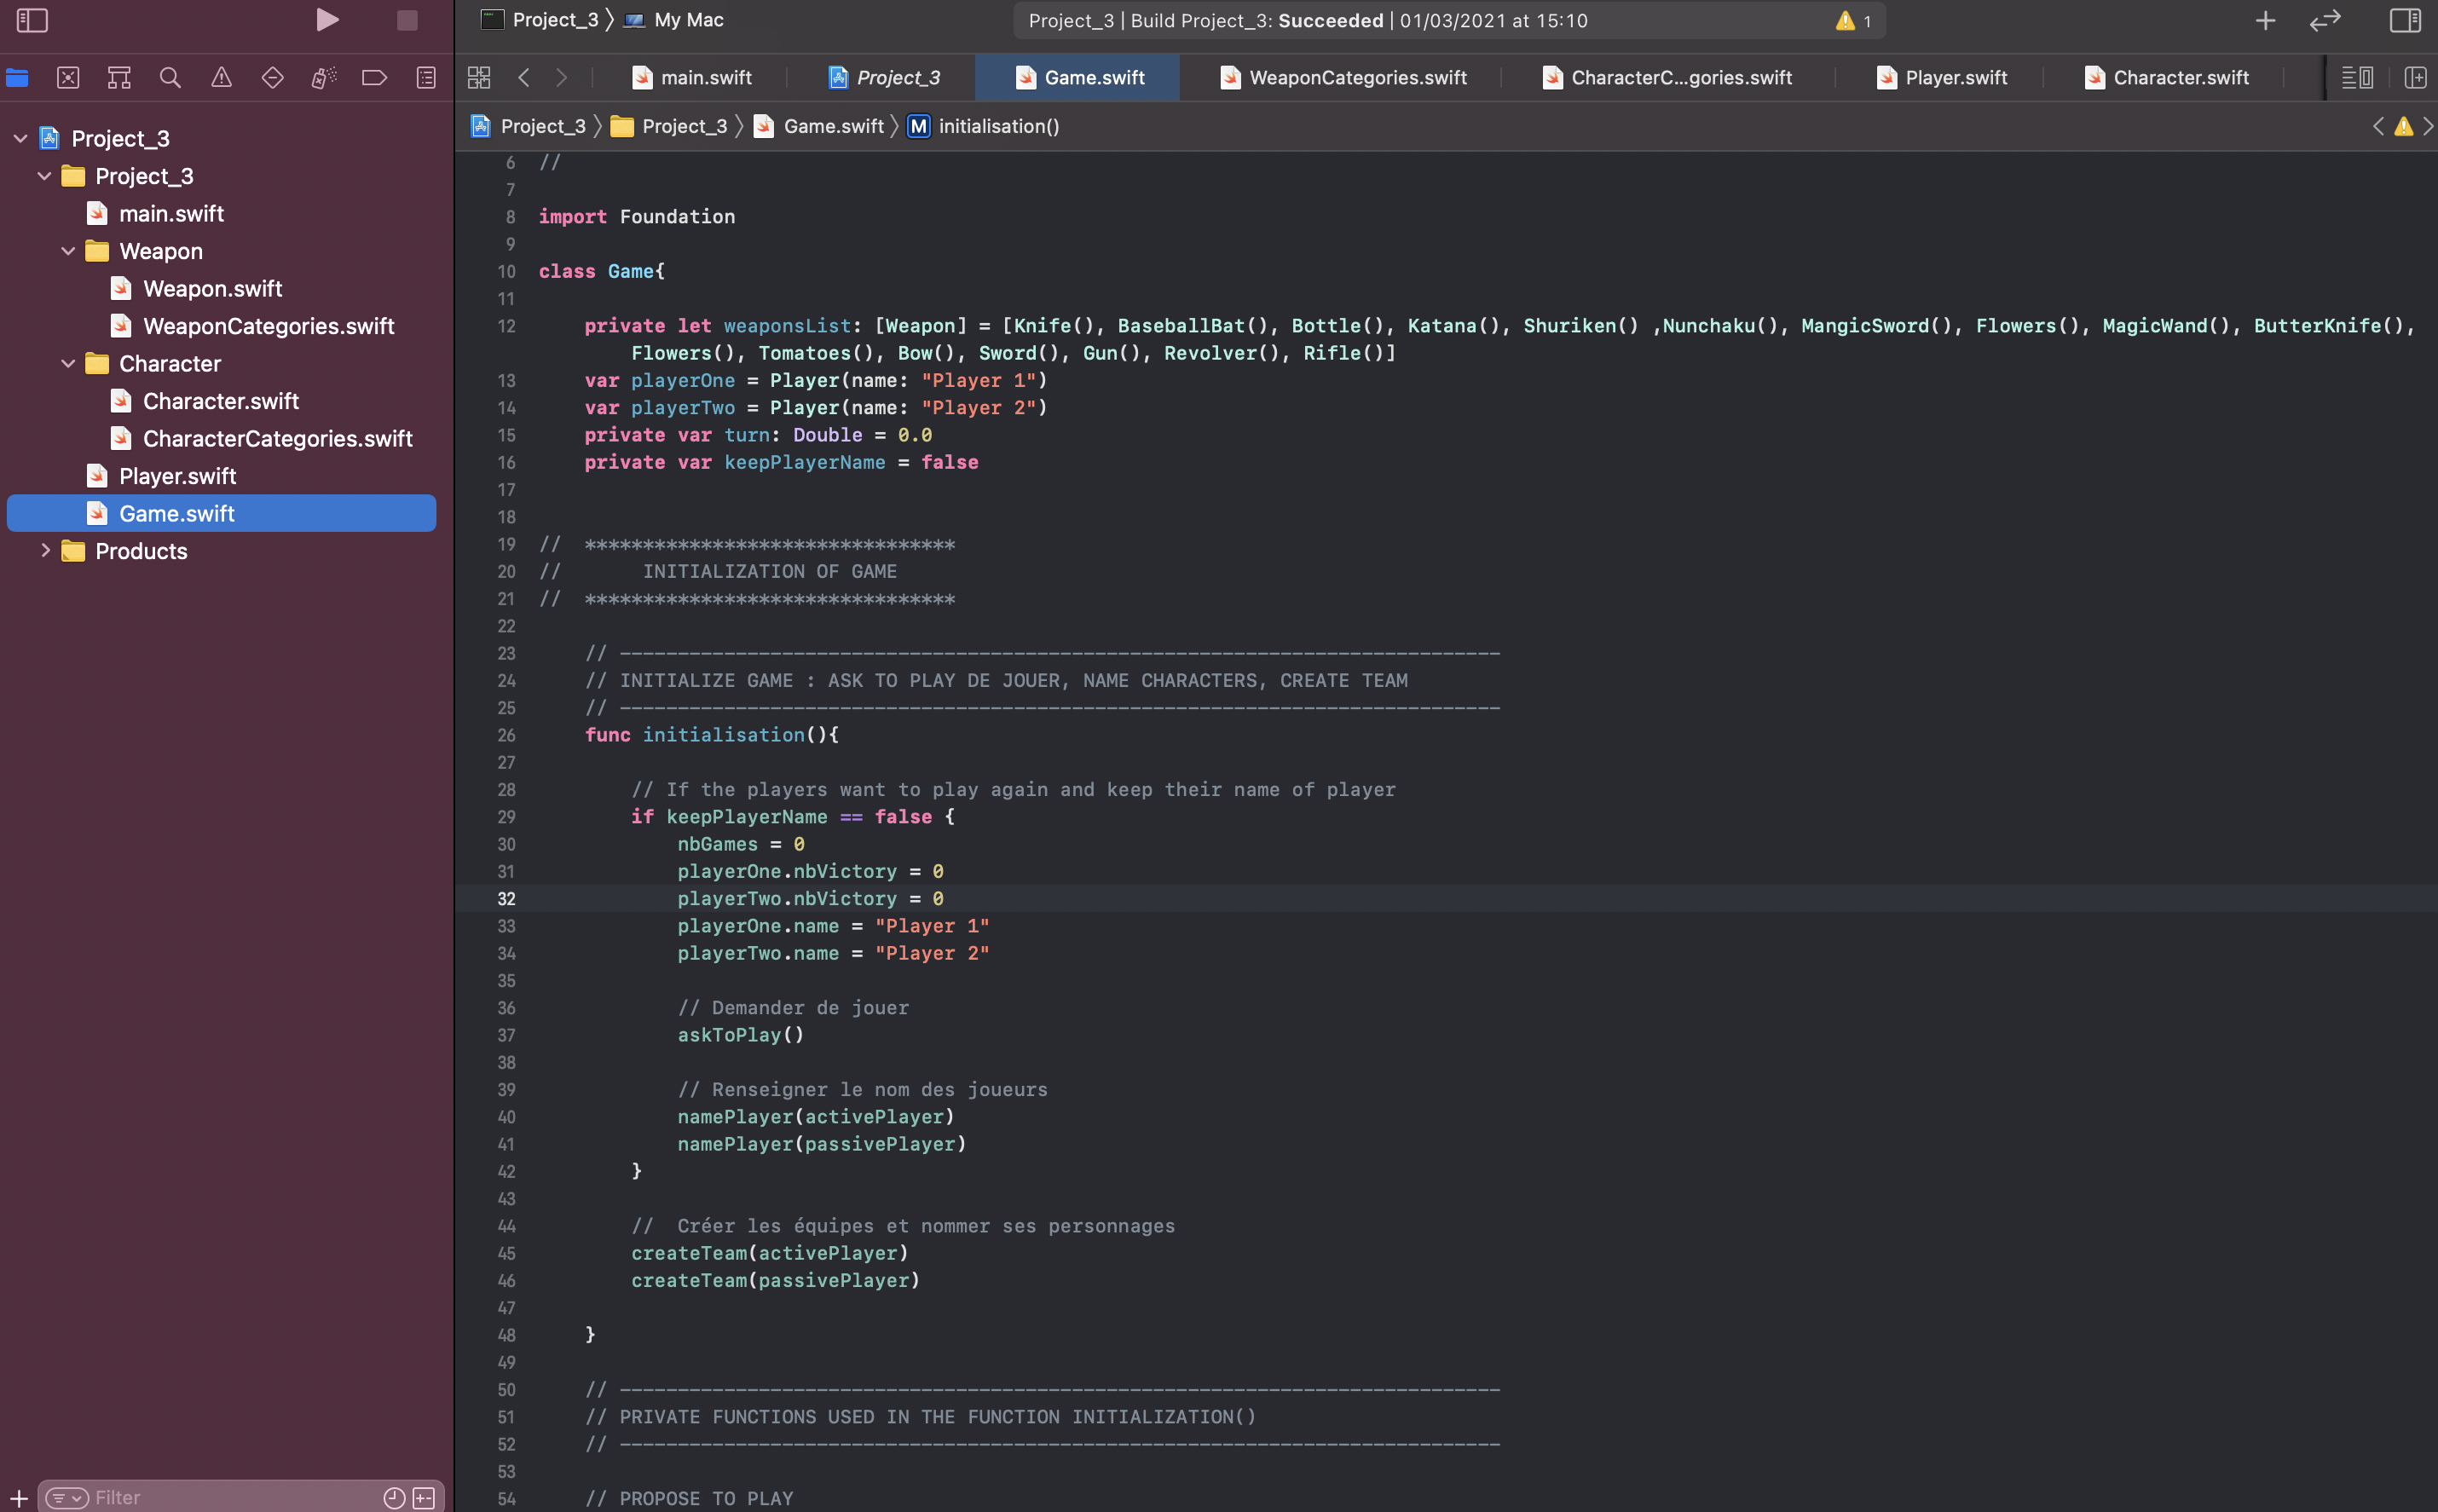 Project_3 〉 My Mac
Project_3 | Build Project_3: Succeeded | 01/03/2021 at 15:10
1
main.swift
Project_3
Game.swift
WeaponCategories.swift
CharacterC...gories.swift
Player.swift
Character.swift
Project_3 〉 Project_3 〉 Game.swift 〉 M initialisation()
Project_3
Project_3
main.swift
Weapon
Weapon.swift
WeaponCategories.swift
Character
Character.swift
CharacterCategories.swift
Player.swift
Game.swift
Products
Filter
6 //
7
8 import Foundation
9
10 class Game{
11
12 private let weaponsList: [Weapon] = [Knife(), BaseballBat(), Bottle(), Katana(), Shuriken() ,Nunchaku(), MangicSword(), Flowers(), MagicWand(), ButterKnife(),
Flowers(), Tomatoes(), Bow(), Sword(), Gun(), Revolver(), Rifle()]
13 var playerOne = Player(name: "Player 1")
14 var playerTwo = Player(name: "Player 2")
15 private var turn: Double = 0.0
16 private var keepPlayerName = false
17
18
19 // ********************************
20 // INITIALIZATION OF GAME
21 // ********************************
22
23 // ----------------------------------------------------------------------------
24 // INITIALIZE GAME : ASK TO PLAY DE JOUER, NAME CHARACTERS, CREATE TEAM
25 // ----------------------------------------------------------------------------
26 func initialisation(){
27
28 // If the players want to play again and keep their name of player
29 if keepPlayerName == false {
30 nbGames = 0
31 playerOne.nbVictory = 0
32 playerTwo.nbVictory = 0
33 playerOne.name = "Player 1"
34 playerTwo.name = "Player 2"
35
36 // Demander de jouer
37 askToPlay()
38
39 // Renseigner le nom des joueurs
40 namePlayer(activePlayer)
41 namePlayer(passivePlayer)
42 }
43
44 // Créer les équipes et nommer ses personnages
45 createTeam(activePlayer)
46 createTeam(passivePlayer)
47
48 }
49
50 // ----------------------------------------------------------------------------
51 // PRIVATE FUNCTIONS USED IN THE FUNCTION INITIALIZATION()
52 // ----------------------------------------------------------------------------
53
54 // PROPOSE TO PLAY